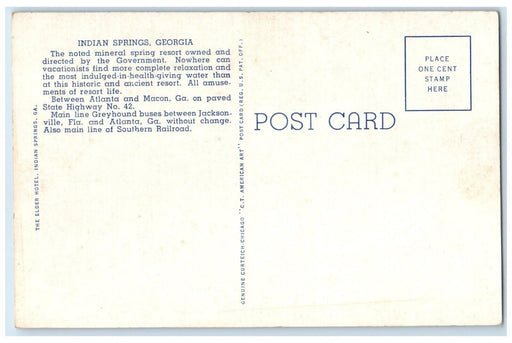 INDIAN SPRINGS, GEORGIA
The noted mineral spring resort owned and
directed by the Government. Nowhere can
vacationists find more complete relaxation and
the most indulged-in-health-giving water than
at this historic and ancient resort. All amuse-
ments of resort life.
Between Atlanta and Macon, Ga. on paved
State Highway No. 42.
Main line Greyhound buses between Jackson-
ville, Fla. and Atlanta, Ga. without change.
Also main line of Southern Railroad.
THE ELDER HOTEL, INDIAN SPRINGS, GA.
GENUINE CURTEICH-CHICAGO "C.T. AMERICAN ART" POST CARD (REG. U.S. PAT. OFF.)
POST CARD
PLACE
ONE CENT
STAMP
HERE